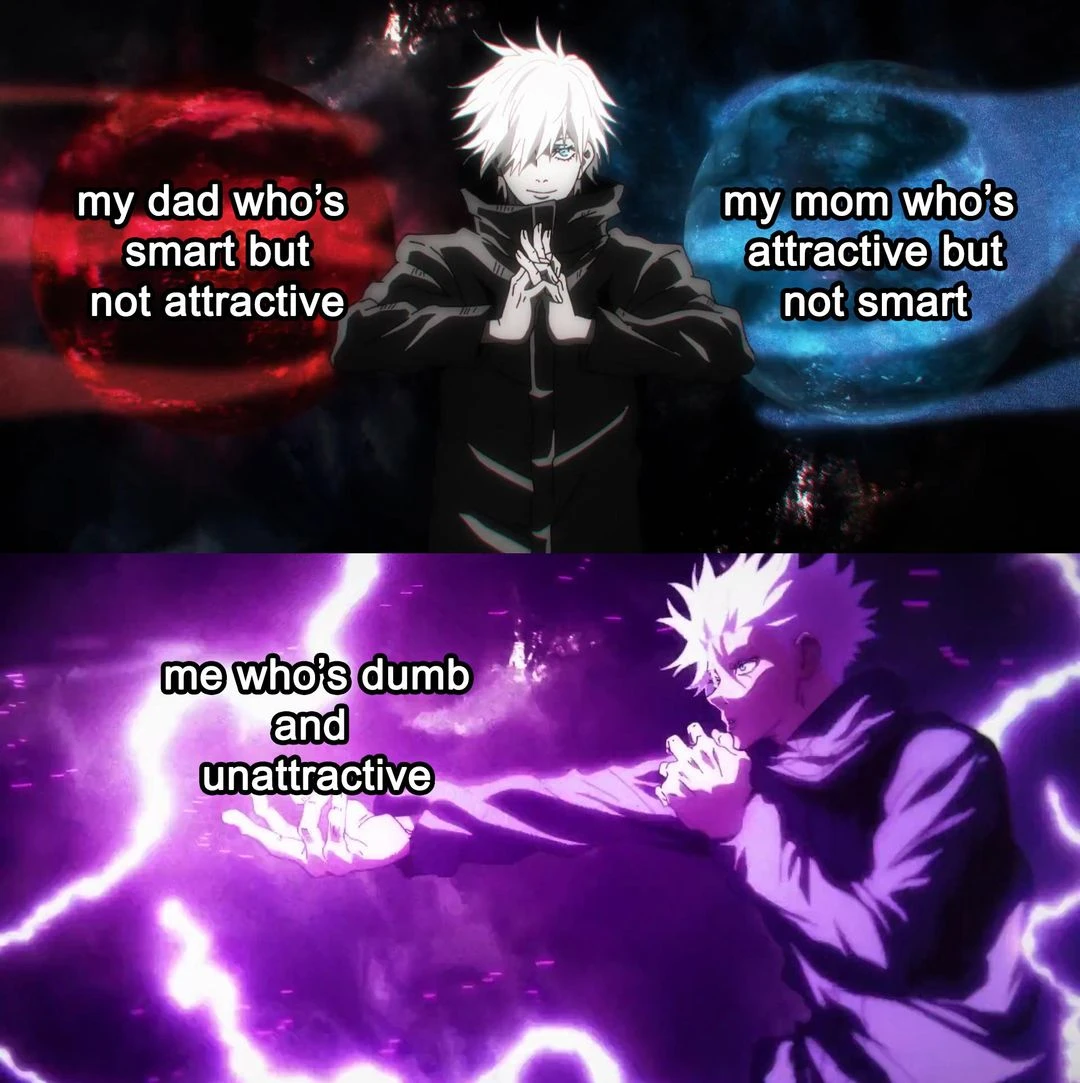 my dad who's
smart but
not attractive
my mom who's
attractive but
not smart
me who's dumb
and
unattractive